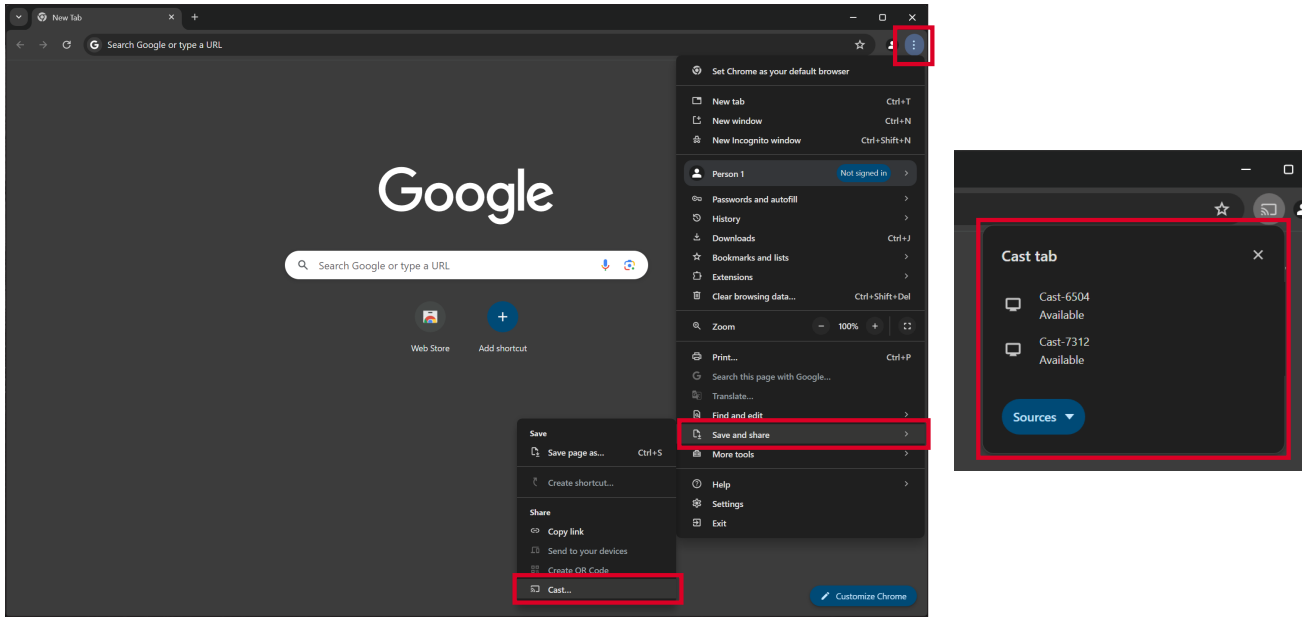 New Tab
Search Google or type a URL
Set Chrome as your default browser
New tab Ctrl+T
New window Ctrl+N
New Incognito window Ctrl+Shift+N
Person 1 Not signed in
Passwords and autofill
History
Downloads Ctrl+J
Bookmarks and lists
Extensions
Clear browsing data... Ctrl+Shift+Del
Zoom − 100% +
Print... Ctrl+P
Search this page with Google...
Translate...
Find and edit
Save and share
More tools
Help
Settings
Exit
Google
Search Google or type a URL
Web Store Add shortcut
Save
Save page as... Ctrl+S
Create shortcut...
Share
Copy link
Send to your devices
Create QR Code
Cast...
Customize Chrome
Cast tab
Cast-6504
Available
Cast-7312
Available
Sources